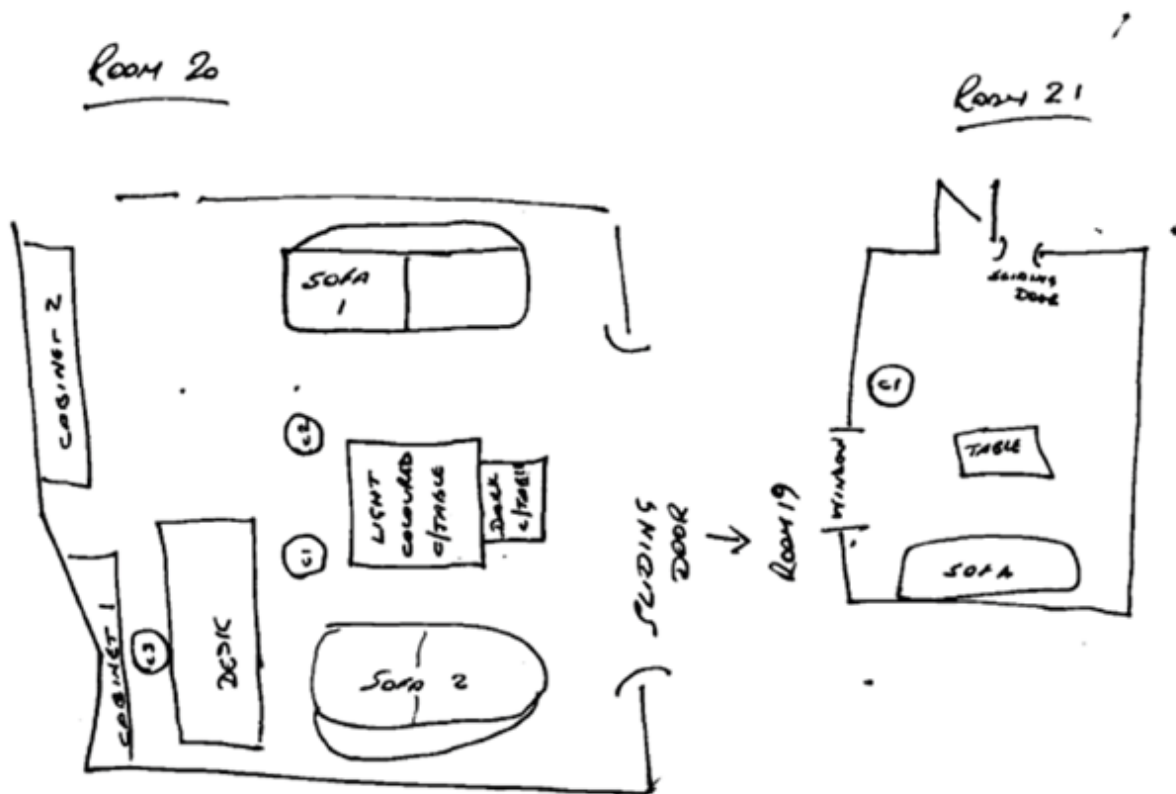 ROOM 20
ROOM 21
SOFA
1
SLIDING
DOOR
CABINET 2
C2
C1
LIGHT
COLOURED
C/TABLE
DARK
C/TABLE
C1
TABLE
WINDOW
SLIDING
DOOR
ROOM 19
SOFA
CABINET 1
C3
DESK
SOFA 2